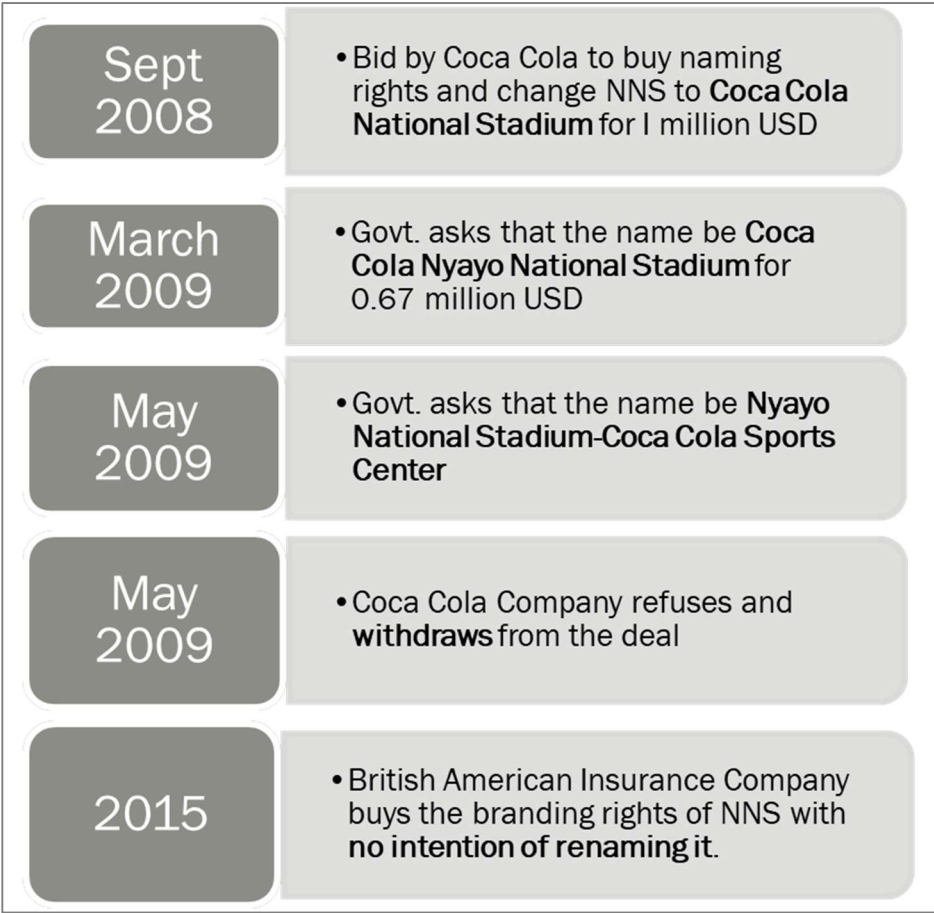 Sept
2008
•Bid by Coca Cola to buy naming
rights and change NNS to Coca Cola
National Stadium for I million USD
March
2009
•Govt. asks that the name be Coca
Cola Nyayo National Stadium for
0.67 million USD
May
2009
•Govt. asks that the name be Nyayo
National Stadium-Coca Cola Sports
Center
May
2009
•Coca Cola Company refuses and
withdraws from the deal
2015
•British American Insurance Company
buys the branding rights of NNS with
no intention of renaming it.